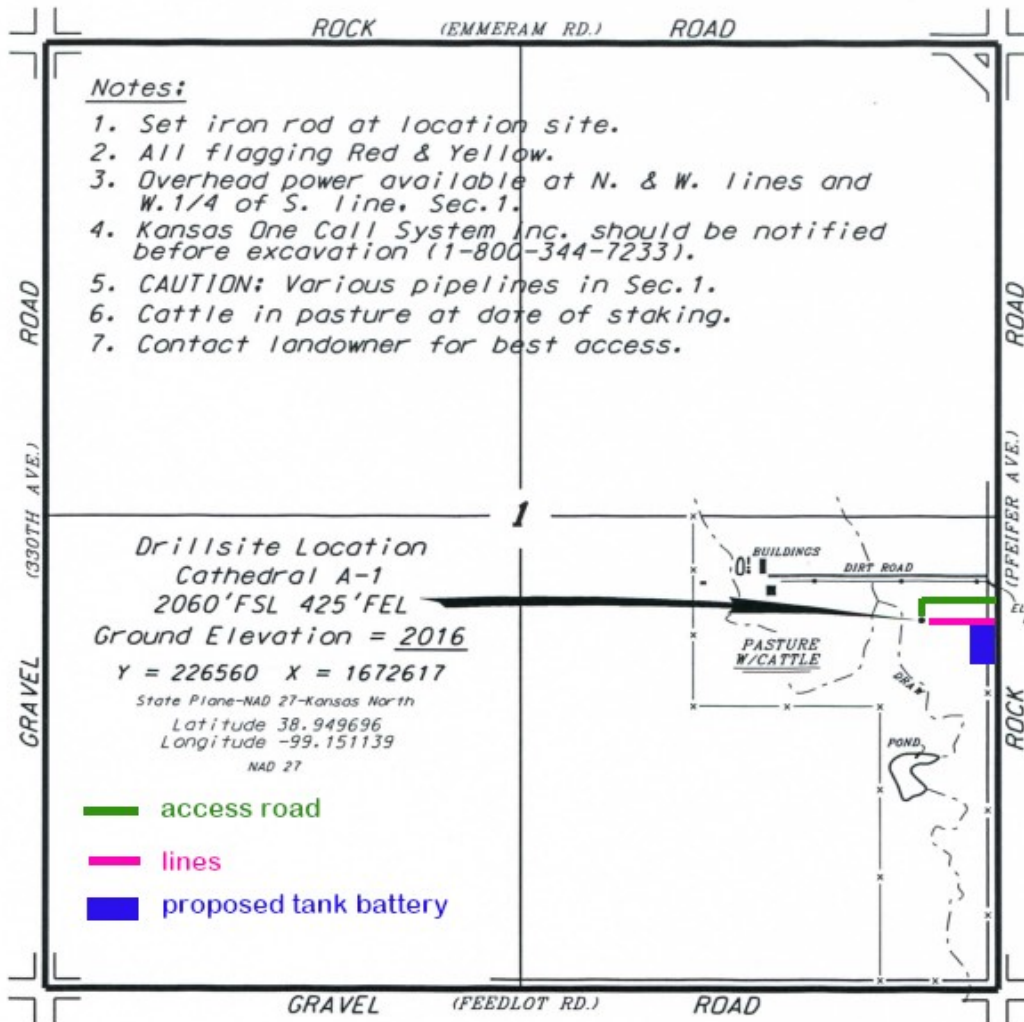 ROCK (EMMERAM RD.) ROAD
Notes:
1. Set iron rod at location site.
2. All flagging Red & Yellow.
3. Overhead power available at N. & W. lines and
W.1/4 of S. line, Sec.1.
4. Kansas One Call System inc. should be notified
before excavation (1-800-344-7233).
5. CAUTION: Various pipelines in Sec.1.
6. Cattle in pasture at date of staking.
7. Contact landowner for best access.
ROAD
(330TH AVE.)
GRAVEL
ROAD
(PFEIFER AVE.)
ROCK
1
Drillsite Location
Cathedral A-1
2060'FSL 425'FEL
Ground Elevation = 2016
Y = 226560 X = 1672617
State Plane-NAD 27-Kansas North
Latitude 38.949696
Longitude -99.151139
NAD 27
BUILDINGS
DIRT ROAD
PASTURE
W/CATTLE
DRAW
POND
access road
lines
proposed tank battery
GRAVEL (FEEDLOT RD.) ROAD